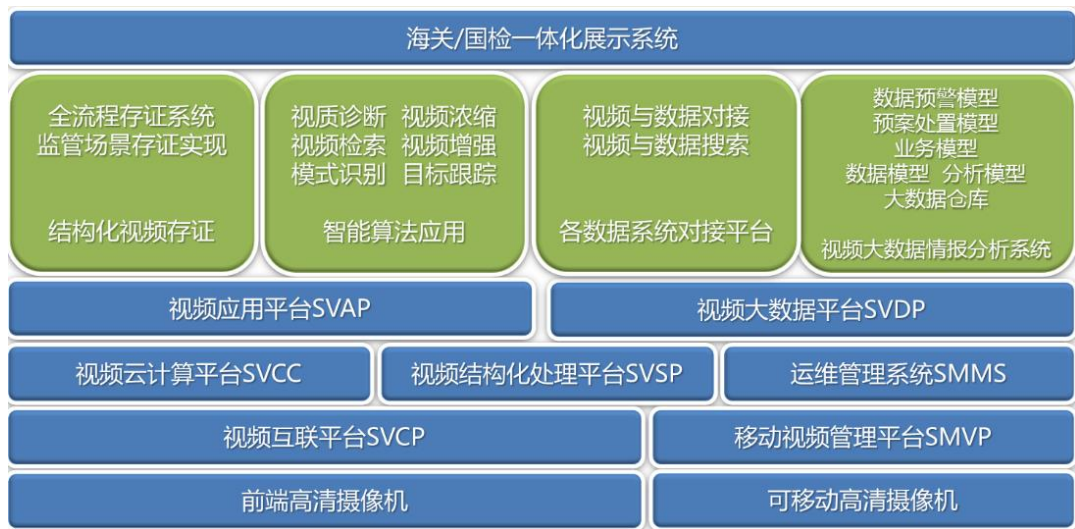 海关/国检一体化展示系统
全流程存证系统
监管场景存证实现
结构化视频存证
视质诊断 视频浓缩
视频检索 视频增强
模式识别 目标跟踪
智能算法应用
视频与数据对接
视频与数据搜索
各数据系统对接平台
数据预警模型
预案处置模型
业务模型
数据模型 分析模型
大数据仓库
视频大数据情报分析系统
视频应用平台SVAP
视频大数据平台SVDP
视频云计算平台SVCC
视频结构化处理平台SVSP
运维管理系统SMMS
视频互联平台SVCP
移动视频管理平台SMVP
前端高清摄像机
可移动高清摄像机